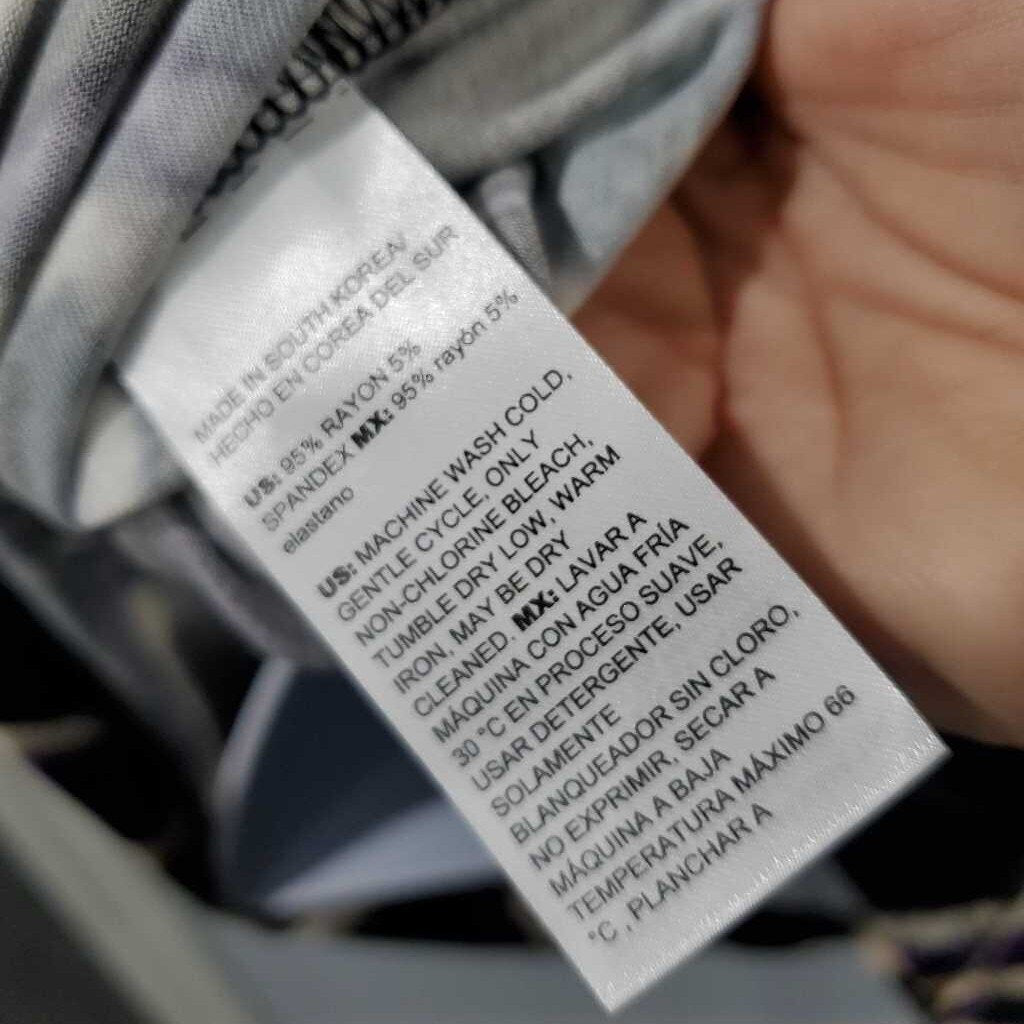 MADE IN SOUTH KOREA/
HECHO EN COREA DEL SUR
US: 95% RAYON 5%
SPANDEX MX: 95% rayón 5%
elastano
US: MACHINE WASH COLD,
GENTLE CYCLE, ONLY
NON-CHLORINE BLEACH,
TUMBLE DRY LOW, WARM
IRON, MAY BE DRY
CLEANED. MX: LAVAR A
MÁQUINA CON AGUA FRÍA
30 °C EN PROCESO SUAVE,
USAR DETERGENTE, USAR
SOLAMENTE
BLANQUEADOR SIN CLORO,
NO EXPRIMIR, SECAR A
MÁQUINA A BAJA
TEMPERATURA MÁXIMO 66
°C , PLANCHAR A